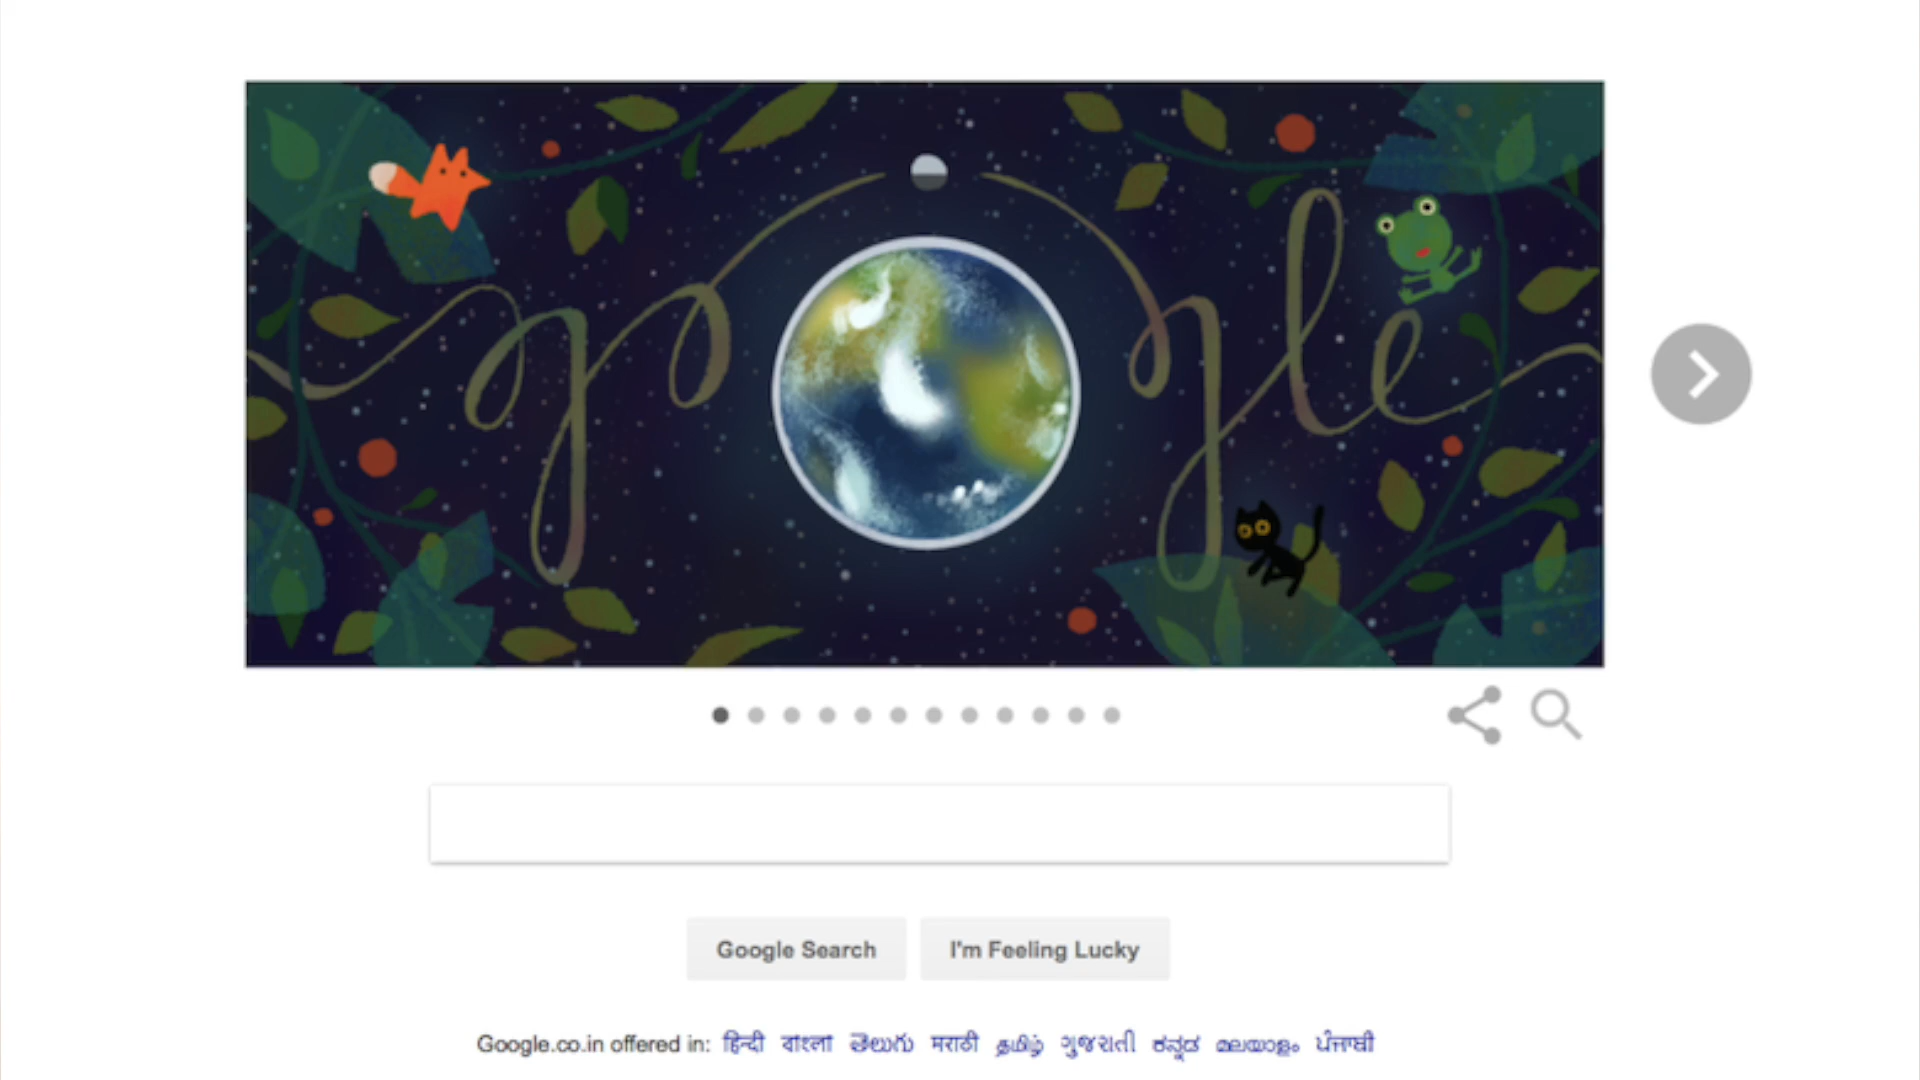 google
Google Search
I'm Feeling Lucky
Google.co.in offered in: हिन्दी বাংলা తెలుగు मराठी தமிழ் ગુજરાતી ಕನ್ನಡ മലയാളം ਪੰਜਾਬੀ